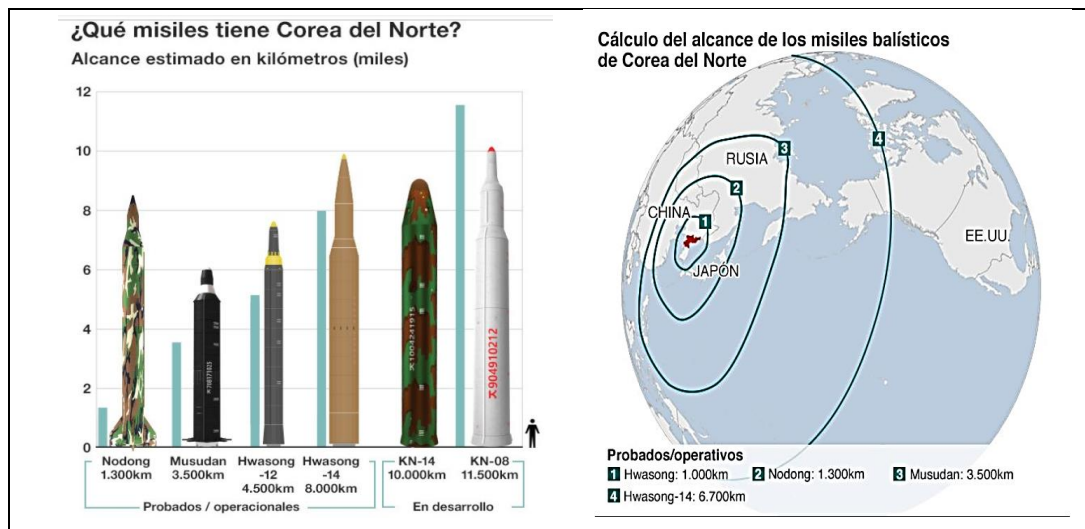 ¿Qué misiles tiene Corea del Norte?
Alcance estimado en kilómetros (miles)
12
10
8
6
4
2
0
Nodong
1.300km
Musudan
3.500km
Hwasong
-12
4.500km
Hwasong
-14
8.000km
KN-14
10.000km
KN-08
11.500km
Probados / operacionales
En desarrollo
ㅈ904910212
Cálculo del alcance de los misiles balísticos
de Corea del Norte
4
3
RUSIA
2
CHINA
1
EE.UU.
JAPÓN
Probados/operativos
1 Hwasong: 1.000km 2 Nodong: 1.300km 3 Musudan: 3.500km
4 Hwasong-14: 6.700km